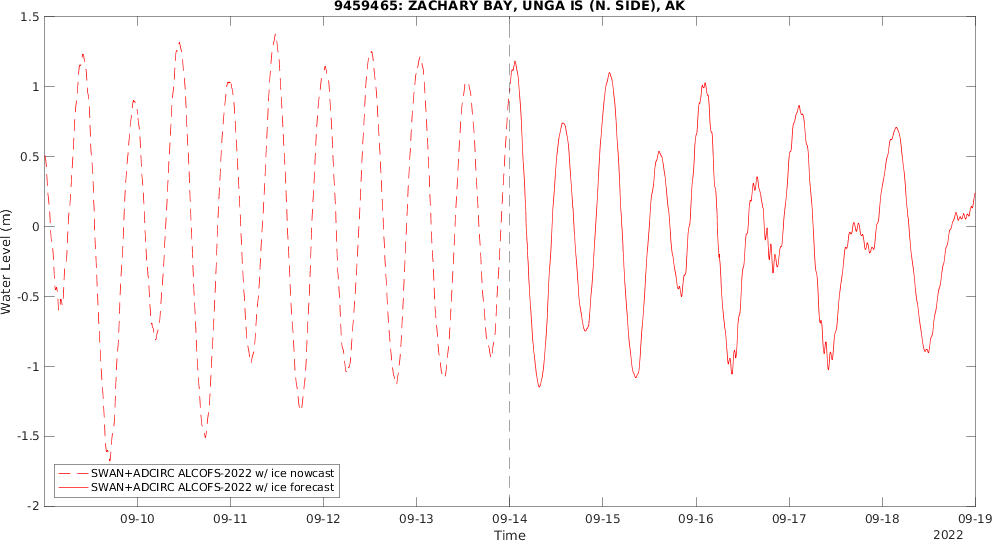 9459465: ZACHARY BAY, UNGA IS (N. SIDE), AK
1.5
1
0.5
0
-0.5
-1
-1.5
-2
Water Level (m)
SWAN+ADCIRC ALCOFS-2022 w/ ice nowcast
SWAN+ADCIRC ALCOFS-2022 w/ ice forecast
09-10 09-11 09-12 09-13 09-14 09-15 09-16 09-17 09-18 09-19
Time
2022